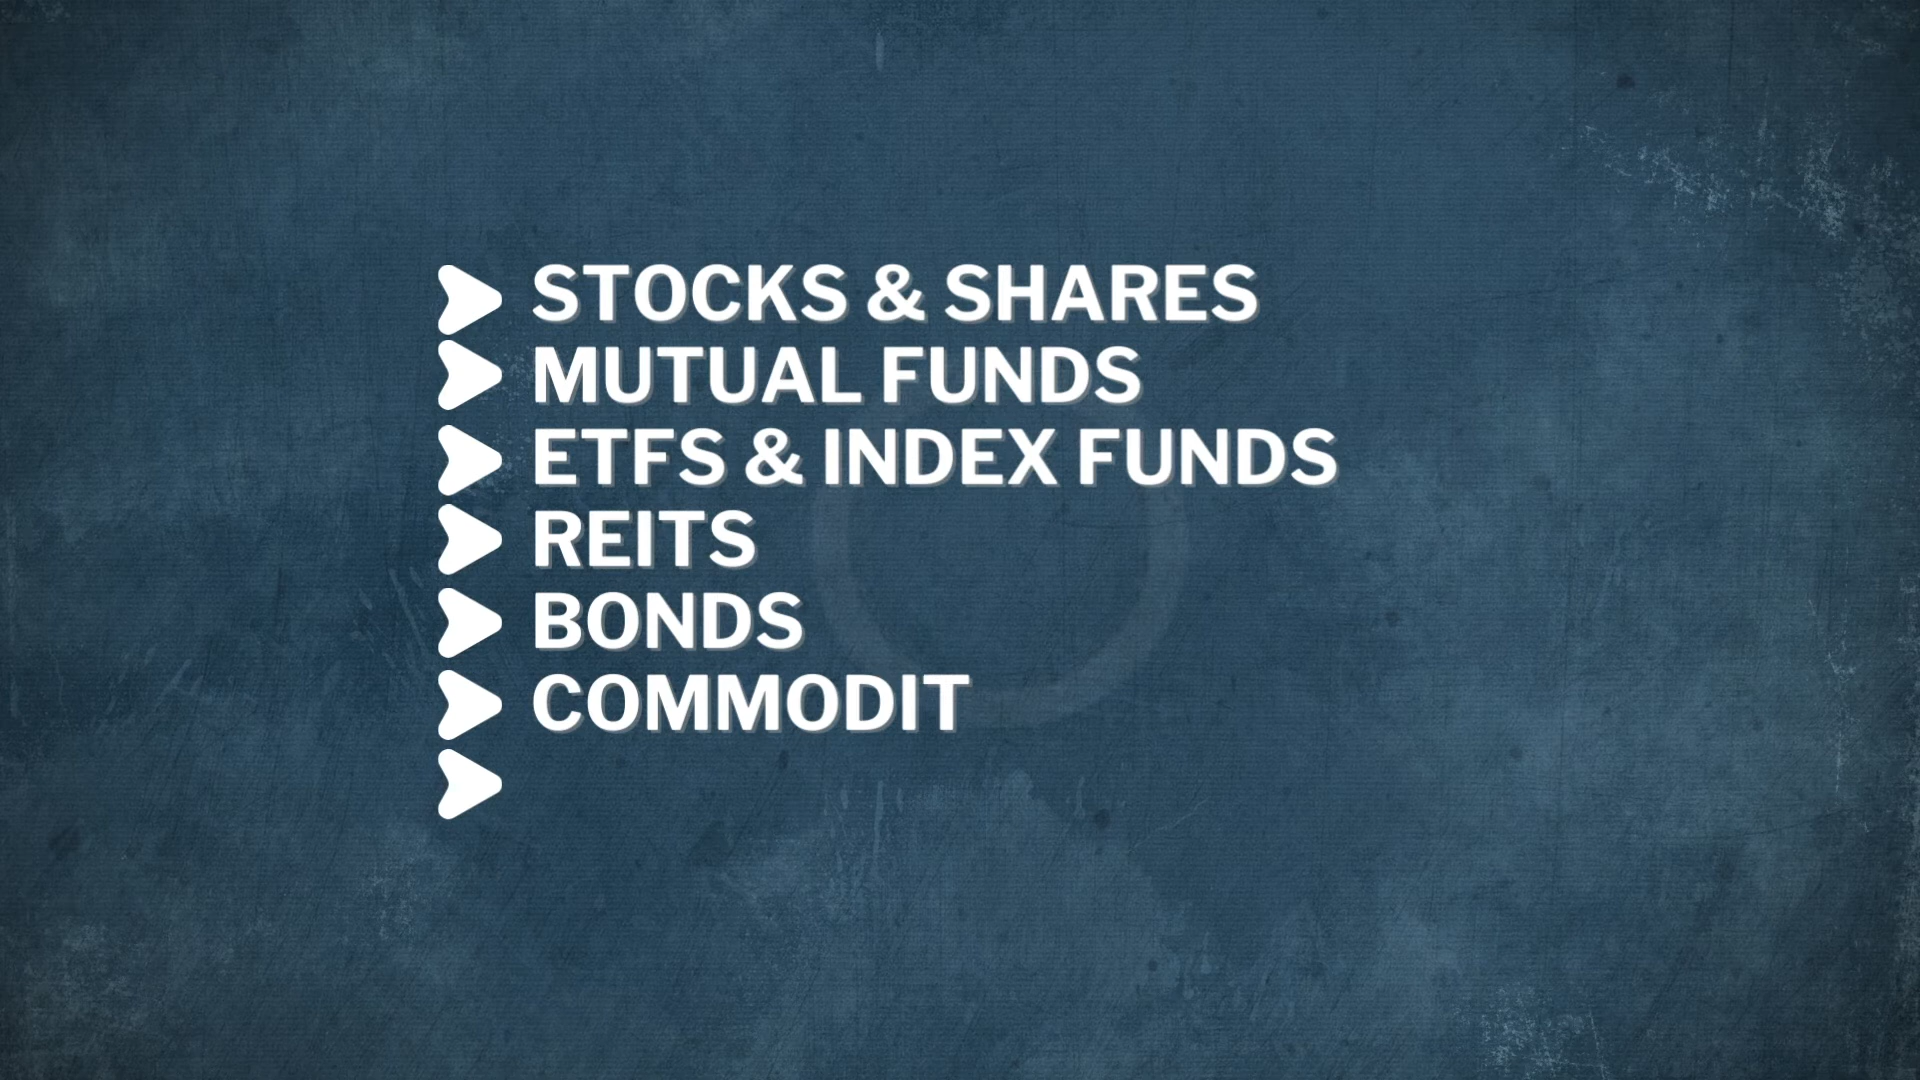 STOCKS & SHARES
MUTUAL FUNDS
ETFS & INDEX FUNDS
REITS
BONDS
COMMODIT